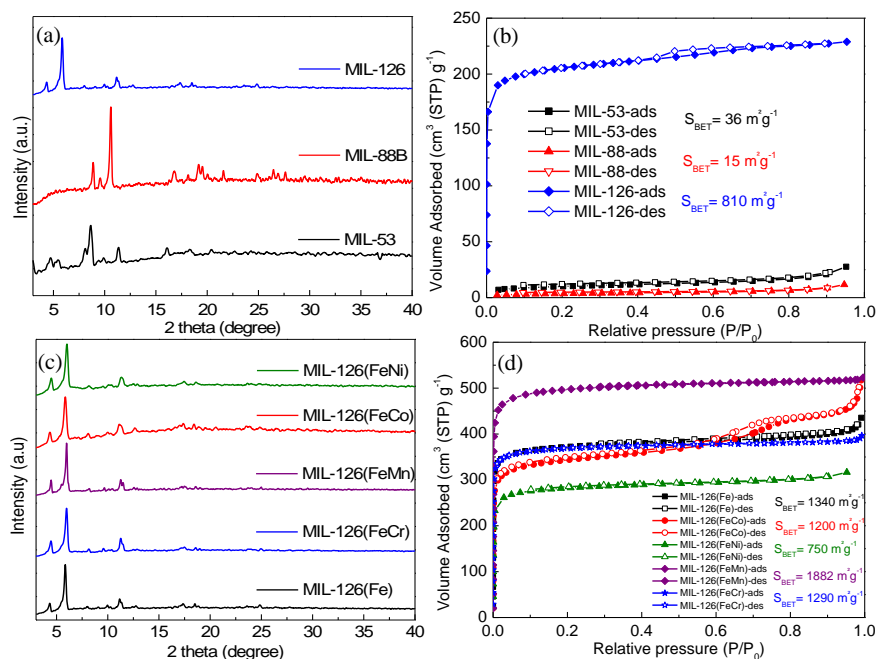 (a)
MIL-126
MIL-88B
MIL-53
Intensity (a.u.)
5 10 15 20 25 30 35 40
2 theta (degree)
(b)
250
200
150
100
50
0
Volume Adsorbed (cm³ (STP) g⁻¹)
MIL-53-ads
MIL-53-des
MIL-88-ads
MIL-88-des
MIL-126-ads
MIL-126-des
S_BET = 36 m²g⁻¹
S_BET = 15 m²g⁻¹
S_BET = 810 m²g⁻¹
0.0 0.2 0.4 0.6 0.8 1.0
Relative pressure (P/P₀)
(c)
MIL-126(FeNi)
MIL-126(FeCo)
MIL-126(FeMn)
MIL-126(FeCr)
MIL-126(Fe)
Intensity (a.u)
5 10 15 20 25 30 35 40
2 theta (degree)
(d)
600
500
400
300
200
100
0
Volume Adsorbed (cm³ (STP) g⁻¹)
MIL-126(Fe)-ads
MIL-126(Fe)-des
MIL-126(FeCo)-ads
MIL-126(FeCo)-des
MIL-126(FeNi)-ads
MIL-126(FeNi)-des
MIL-126(FeMn)-ads
MIL-126(FeMn)-des
MIL-126(FeCr)-ads
MIL-126(FeCr)-des
S_BET = 1340 m²g⁻¹
S_BET = 1200 m²g⁻¹
S_BET = 750 m²g⁻¹
S_BET = 1882 m²g⁻¹
S_BET = 1290 m²g⁻¹
0.0 0.2 0.4 0.6 0.8 1.0
Relative pressure (P/P₀)